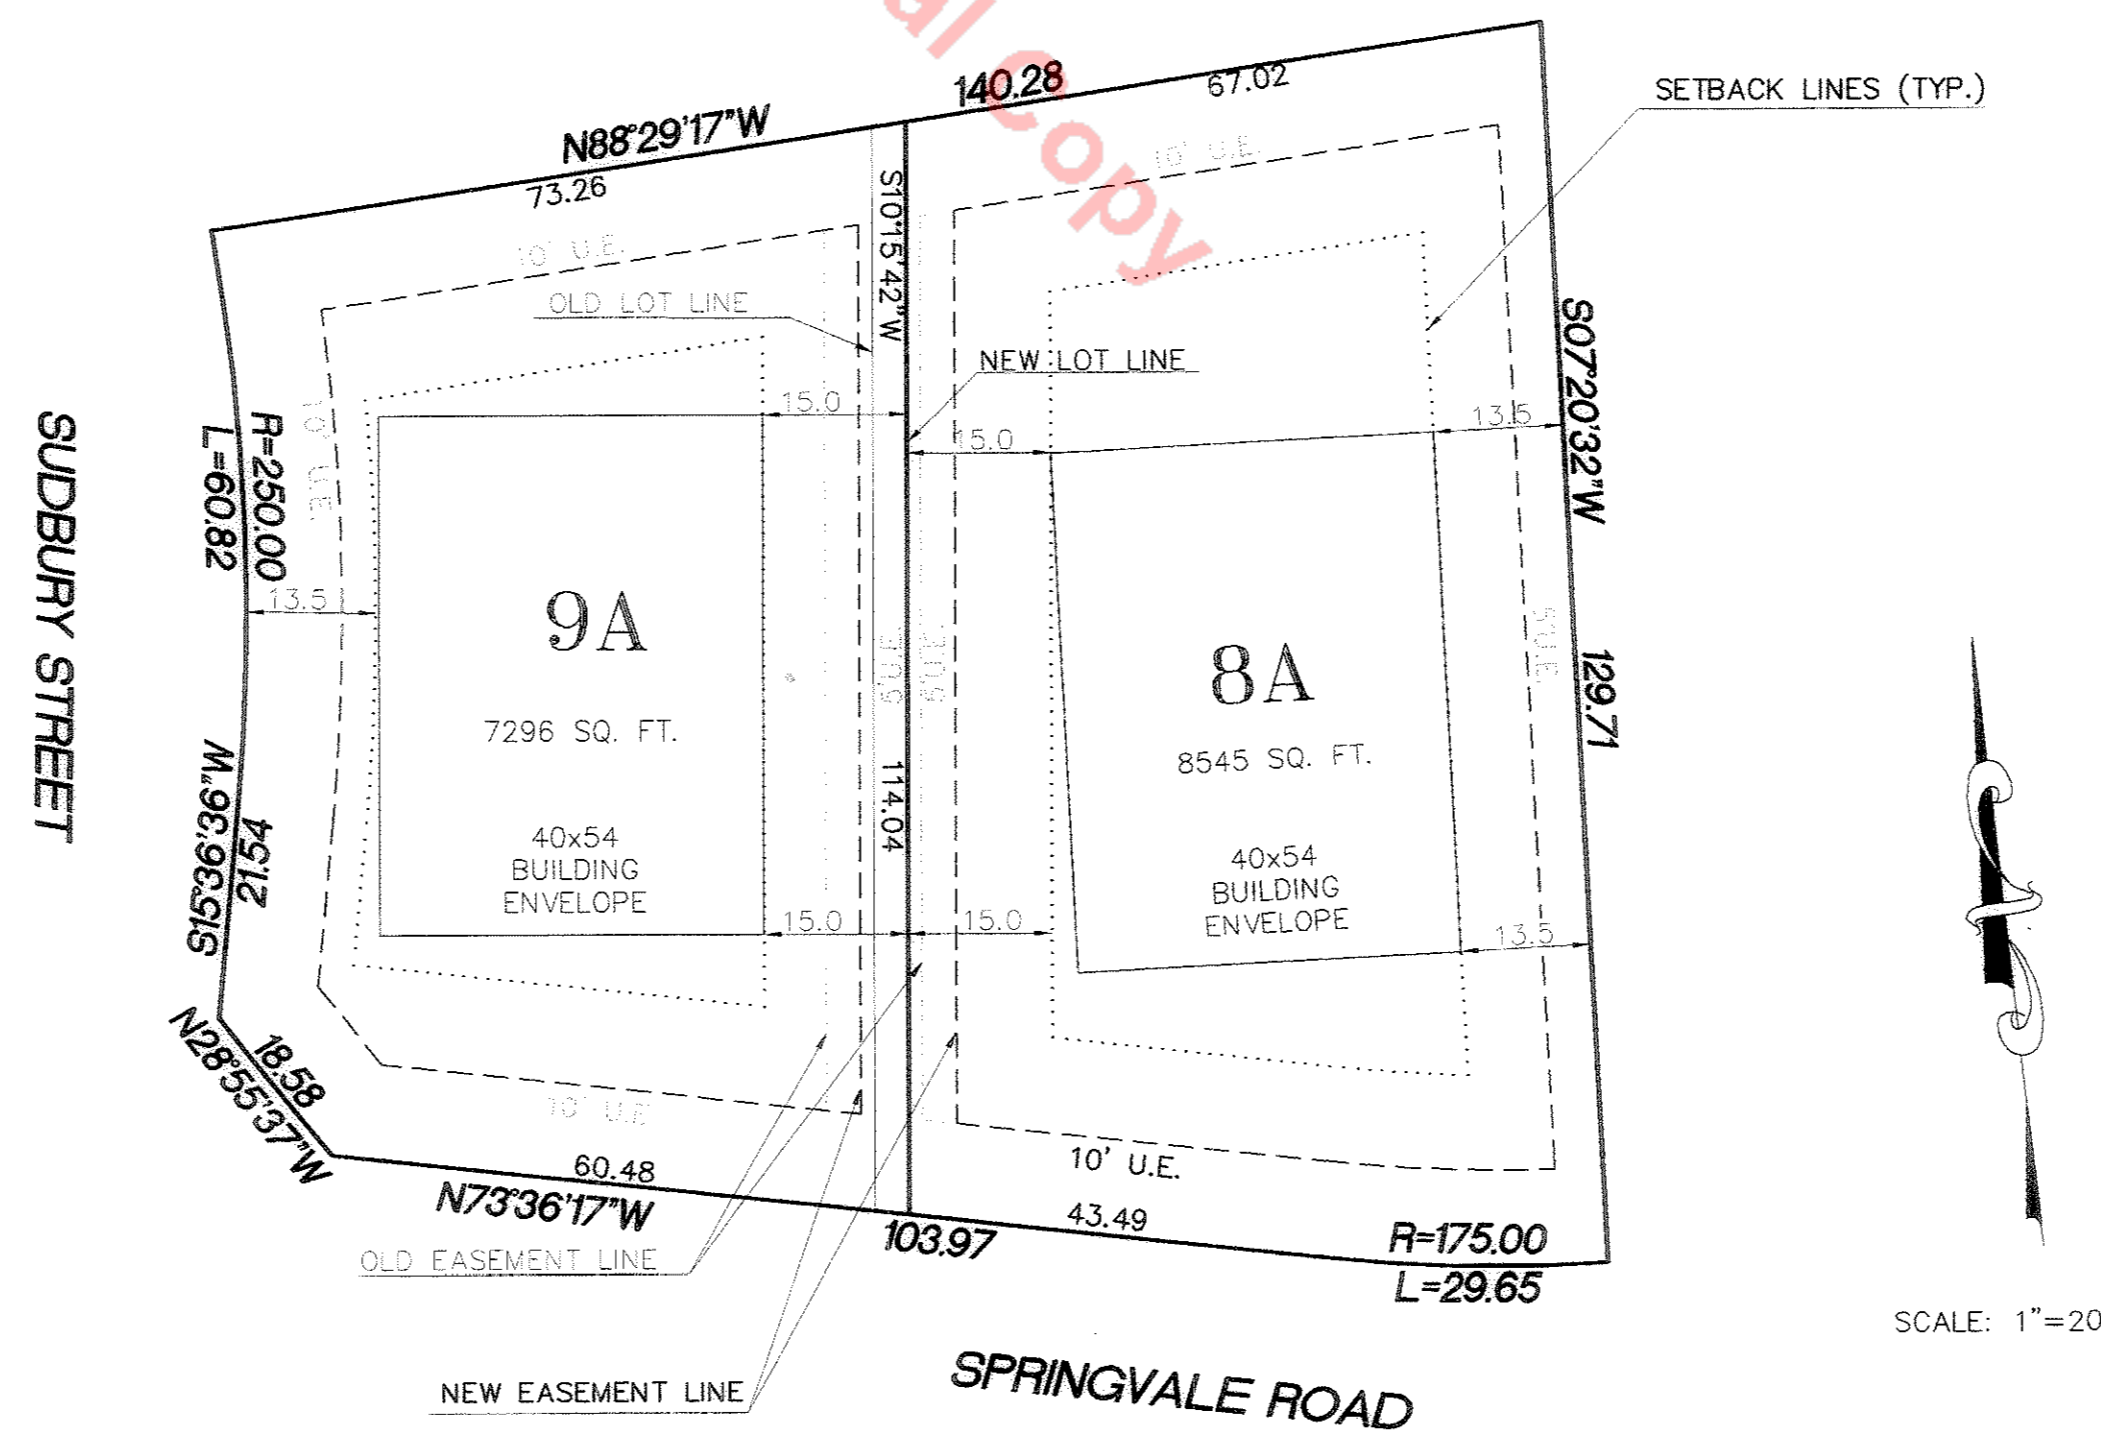 al Copy
140.28
67.02
SETBACK LINES (TYP.)
N88°29'17"W
73.26
10' U.E.
10' U.E.
S10°15'42"W
OLD LOT LINE
NEW LOT LINE
S07°20'32"W
129.71
15.0
15.0
13.5
10' U.E.
R=250.00
L=60.82
SUDBURY STREET
13.5
9A
7296 SQ. FT.
40x54
BUILDING
ENVELOPE
5' U.E.
5' U.E.
114.04
8A
8545 SQ. FT.
40x54
BUILDING
ENVELOPE
5' U.E.
15.0
15.0
13.5
S15°36'36"W
21.54
18.58
N28°55'37"W
10' U.E.
10' U.E.
60.48
N73°36'17"W
103.97
43.49
R=175.00
L=29.65
OLD EASEMENT LINE
NEW EASEMENT LINE
SPRINGVALE ROAD
SCALE: 1"=20